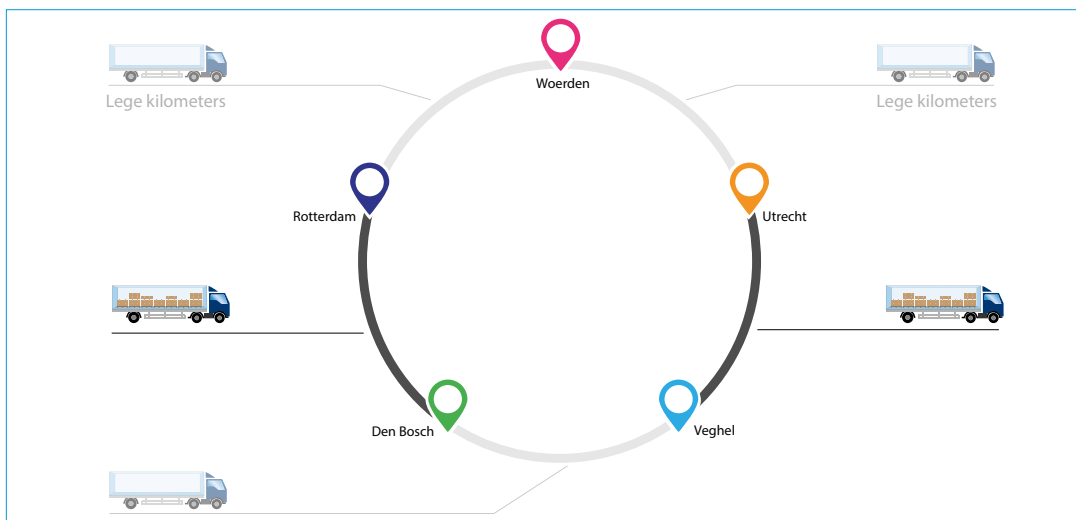 Woerden
Lege kilometers
Lege kilometers
Rotterdam
Utrecht
Den Bosch
Veghel